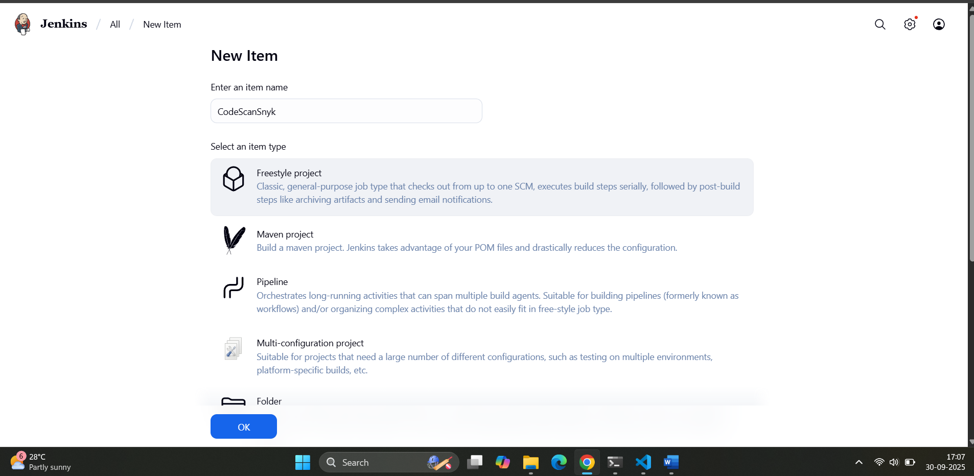 Jenkins / All / New Item
New Item
Enter an item name
CodeScanSnyk
Select an item type
Freestyle project
Classic, general-purpose job type that checks out from up to one SCM, executes build steps serially, followed by post-build
steps like archiving artifacts and sending email notifications.
Maven project
Build a maven project. Jenkins takes advantage of your POM files and drastically reduces the configuration.
Pipeline
Orchestrates long-running activities that can span multiple build agents. Suitable for building pipelines (formerly known as
workflows) and/or organizing complex activities that do not easily fit in free-style job type.
Multi-configuration project
Suitable for projects that need a large number of different configurations, such as testing on multiple environments,
platform-specific builds, etc.
Folder
OK
6
28°C
Partly sunny
Search
17:07
30-09-2025